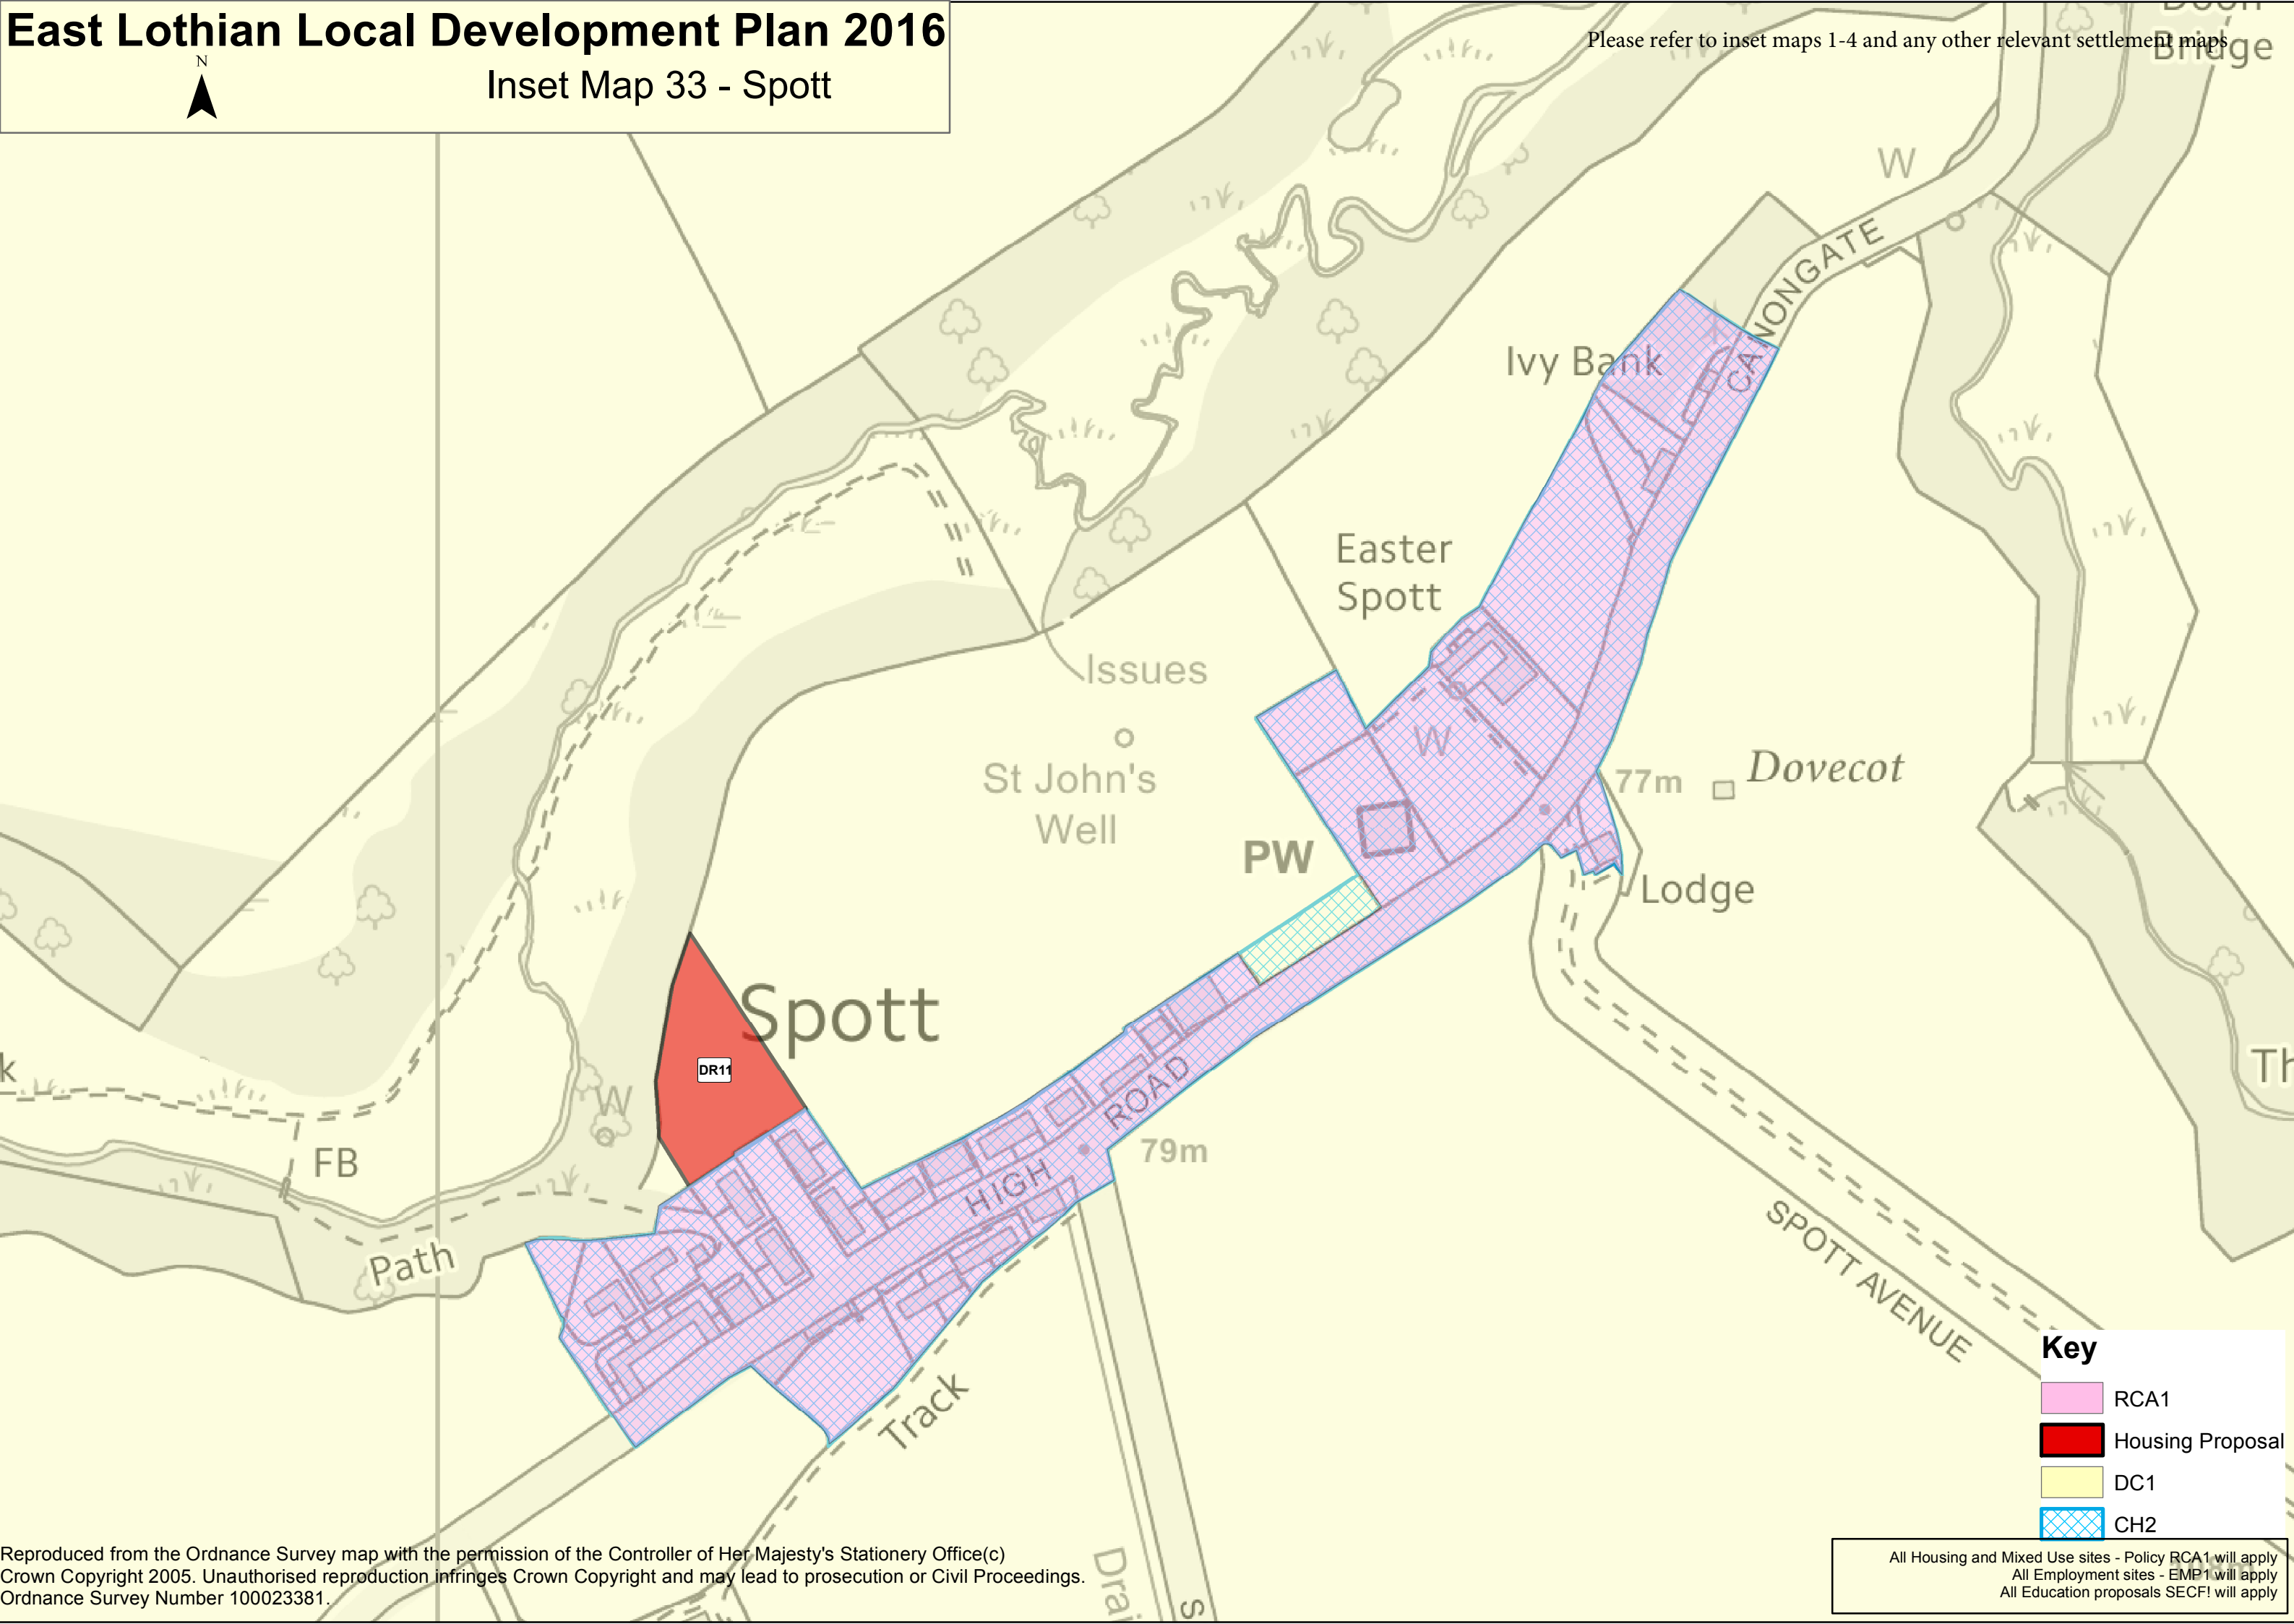 East Lothian Local Development Plan 2016
N
Inset Map 33 - Spott
Please refer to inset maps 1-4 and any other relevant settlement maps
Bridge
W
CANONGATE
Ivy Bank
Easter
Spott
Issues
St John's
Well
W
77m
Dovecot
PW
Lodge
Spott
DR11
W
FB
Path
HIGH ROAD
79m
SPOTT AVENUE
Track
Key
RCA1
Housing Proposal
DC1
CH2
Reproduced from the Ordnance Survey map with the permission of the Controller of Her Majesty's Stationery Office(c)
Crown Copyright 2005. Unauthorised reproduction infringes Crown Copyright and may lead to prosecution or Civil Proceedings.
Ordnance Survey Number 100023381.
All Housing and Mixed Use sites - Policy RCA1 will apply
All Employment sites - EMP1 will apply
All Education proposals SECF! will apply